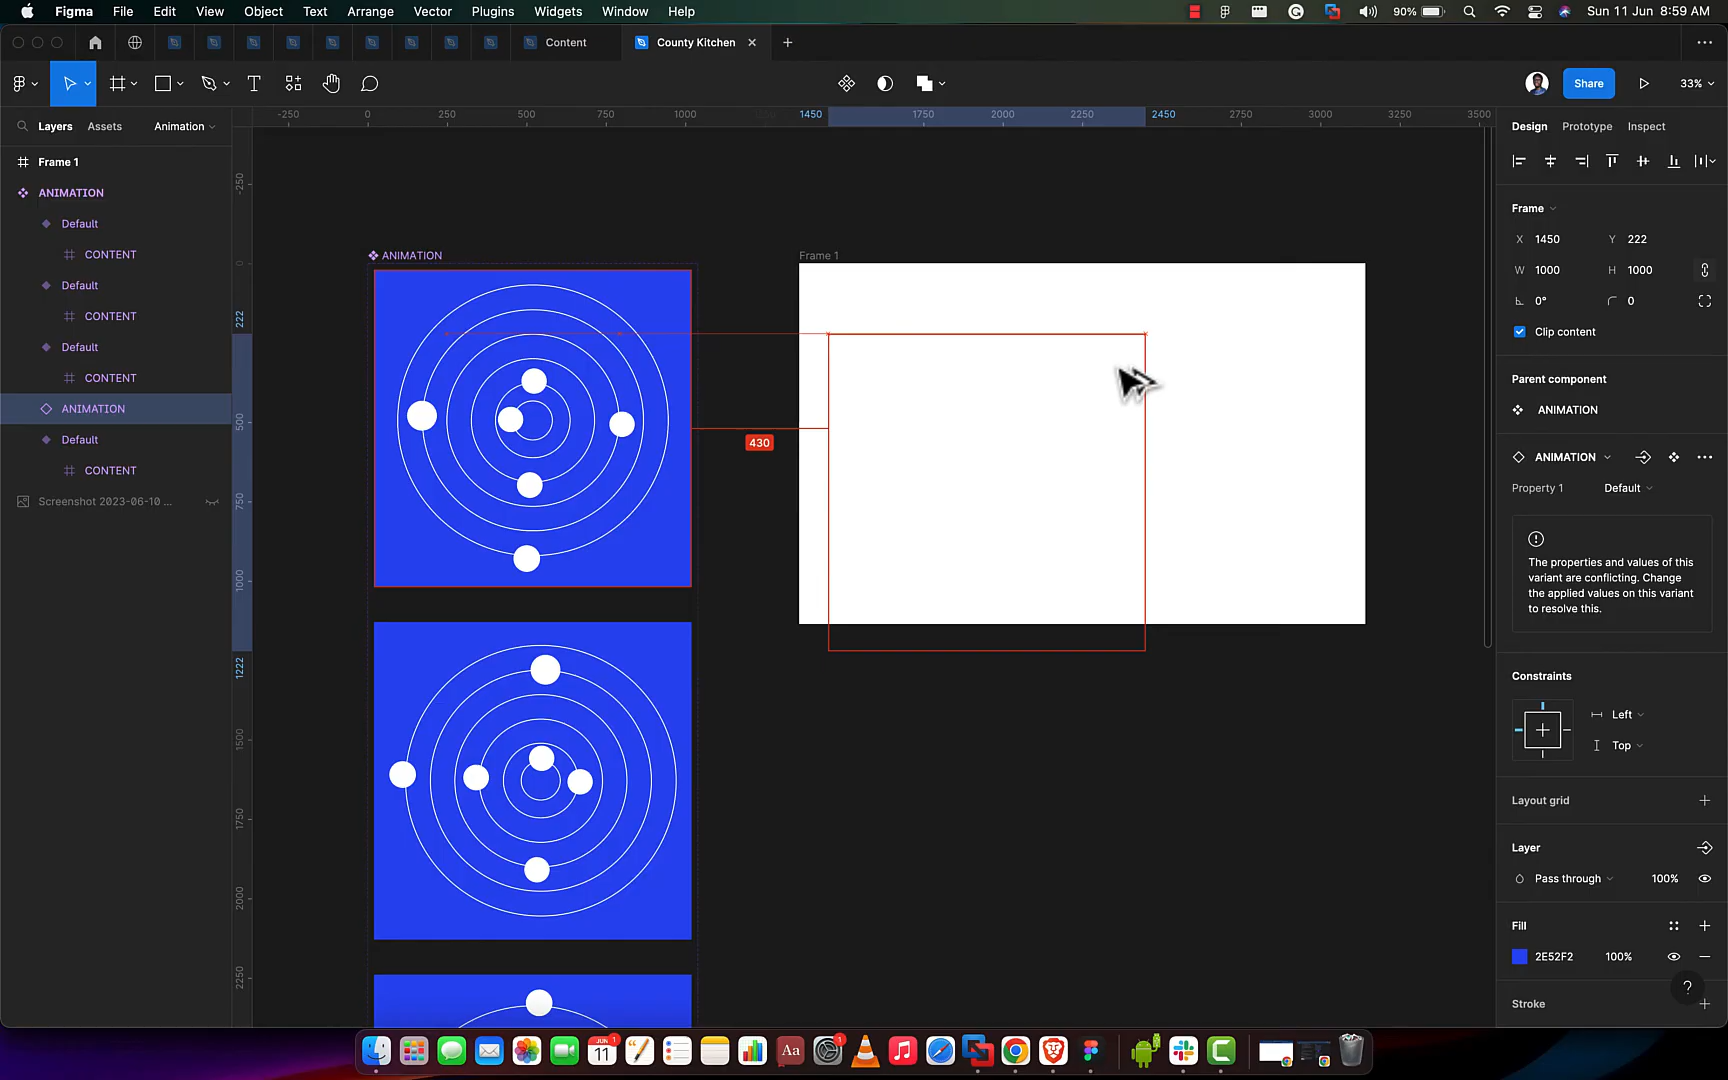 Figma File Edit View Object Text Arrange Vector Plugins Widgets Window Help 90% Sun 11 Jun 8:59 AM
Content County Kitchen
Share 33%
Layers Assets Animation
-250 0 250 500 750 1000 1450 1750 2000 2250 2450 2750 3000 3250 3500
Design Prototype Inspect
Frame 1
ANIMATION
Default
CONTENT
Default
CONTENT
Default
CONTENT
ANIMATION
Default
CONTENT
Screenshot 2023-06-10 ...
-250
0
222
500
750
1000
1222
1500
1750
2000
2250
ANIMATION
Frame 1
430
Frame
X 1450 Y 222
W 1000 H 1000
0° 0
Clip content
Parent component
ANIMATION
ANIMATION
Property 1 Default
The properties and values of this
variant are conflicting. Change
the applied values on this variant
to resolve this.
Constraints
Left
Top
Layout grid
Layer
Pass through 100%
Fill
2E52F2 100%
?
Stroke
JUN
11
1
Aa
1